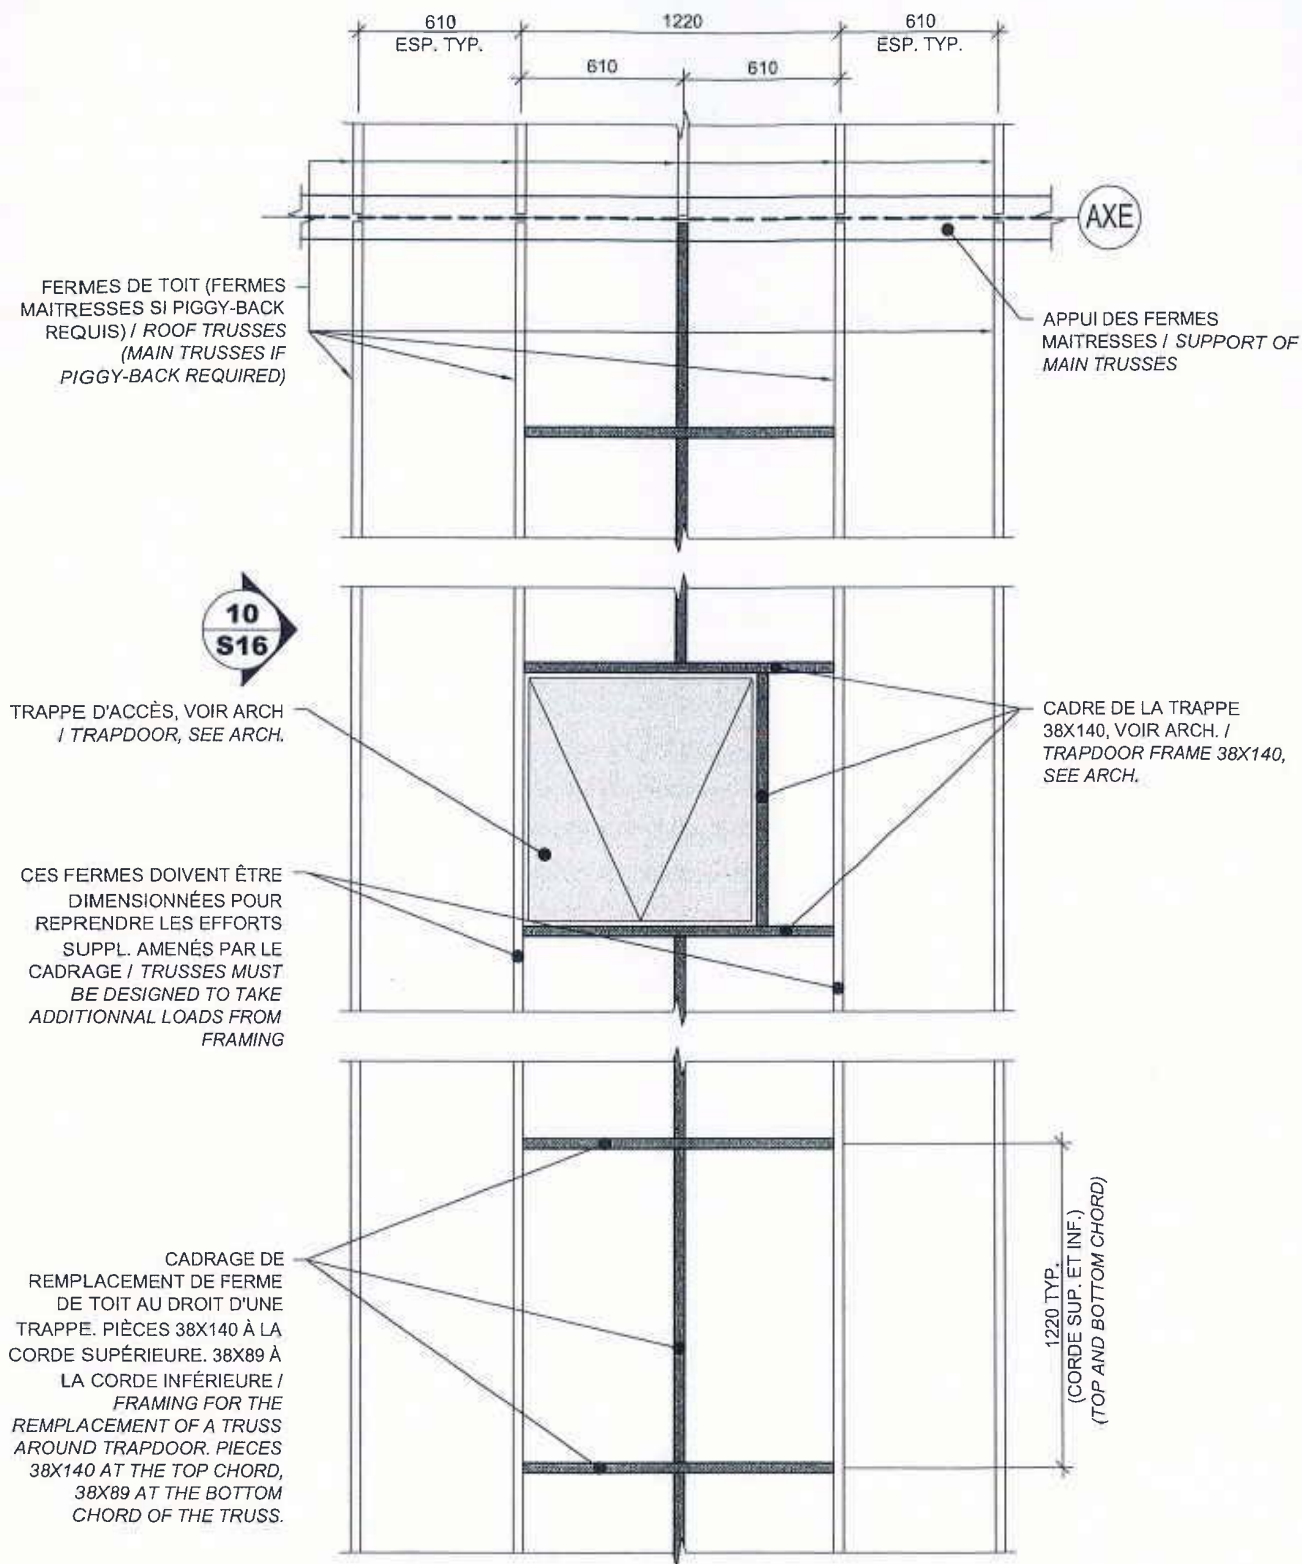 610
1220
610
ESP. TYP.
ESP. TYP.
610
610
AXE
FERMES DE TOIT (FERMES
MAITRESSES SI PIGGY-BACK
REQUIS) / ROOF TRUSSES
(MAIN TRUSSES IF
PIGGY-BACK REQUIRED)
APPUI DES FERMES
MAITRESSES / SUPPORT OF
MAIN TRUSSES
10
S16
TRAPPE D'ACCÈS, VOIR ARCH
/ TRAPDOOR, SEE ARCH.
CADRE DE LA TRAPPE
38X140, VOIR ARCH. /
TRAPDOOR FRAME 38X140,
SEE ARCH.
CES FERMES DOIVENT ÊTRE
DIMENSIONNÉES POUR
REPRENDRE LES EFFORTS
SUPPL. AMENÉS PAR LE
CADRAGE / TRUSSES MUST
BE DESIGNED TO TAKE
ADDITIONNAL LOADS FROM
FRAMING
CADRAGE DE
REMPLACEMENT DE FERME
DE TOIT AU DROIT D'UNE
TRAPPE. PIÈCES 38X140 À LA
CORDE SUPÉRIEURE. 38X89 À
LA CORDE INFÉRIEURE /
FRAMING FOR THE
REMPLACEMENT OF A TRUSS
AROUND TRAPDOOR. PIECES
38X140 AT THE TOP CHORD,
38X89 AT THE BOTTOM
CHORD OF THE TRUSS.
1220 TYP.
(CORDE SUP. ET INF.)
(TOP AND BOTTOM CHORD)